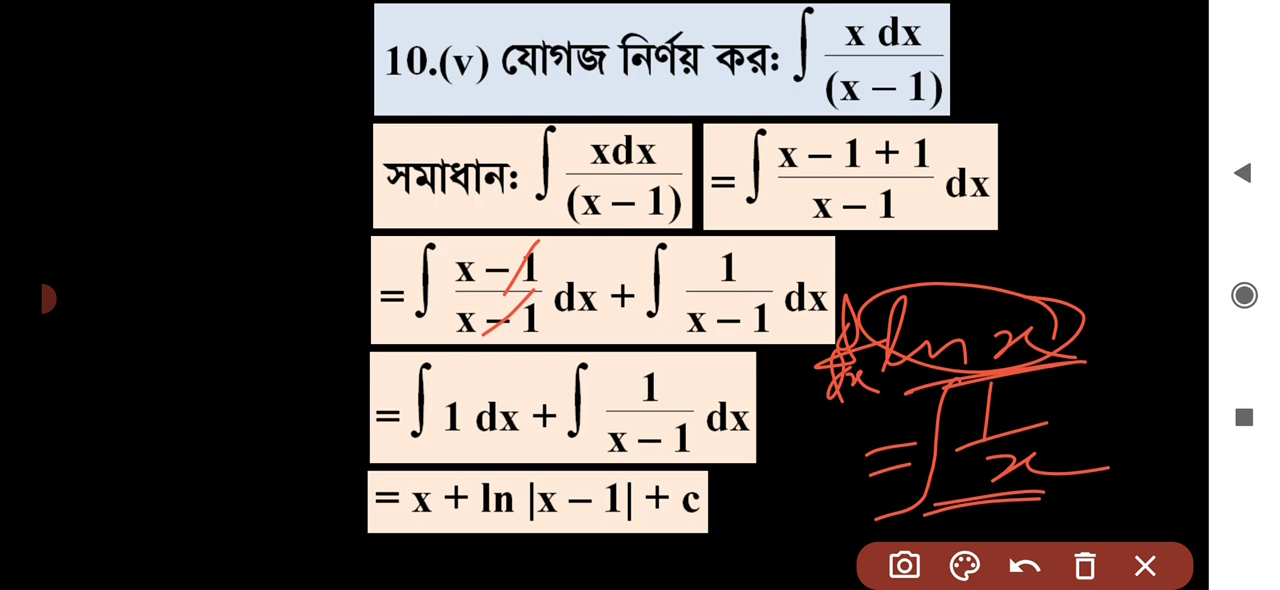 10.(v) যোগজ নির্ণয় কর: ∫ x dx / (x − 1)
সমাধান: ∫ xdx / (x − 1) = ∫ (x − 1 + 1) / (x − 1) dx
= ∫ (x − 1) / (x − 1) dx + ∫ 1 / (x − 1) dx
= ∫ 1 dx + ∫ 1 / (x − 1) dx
= x + ln |x − 1| + c
d/dx ln x
= ∫ 1 / x